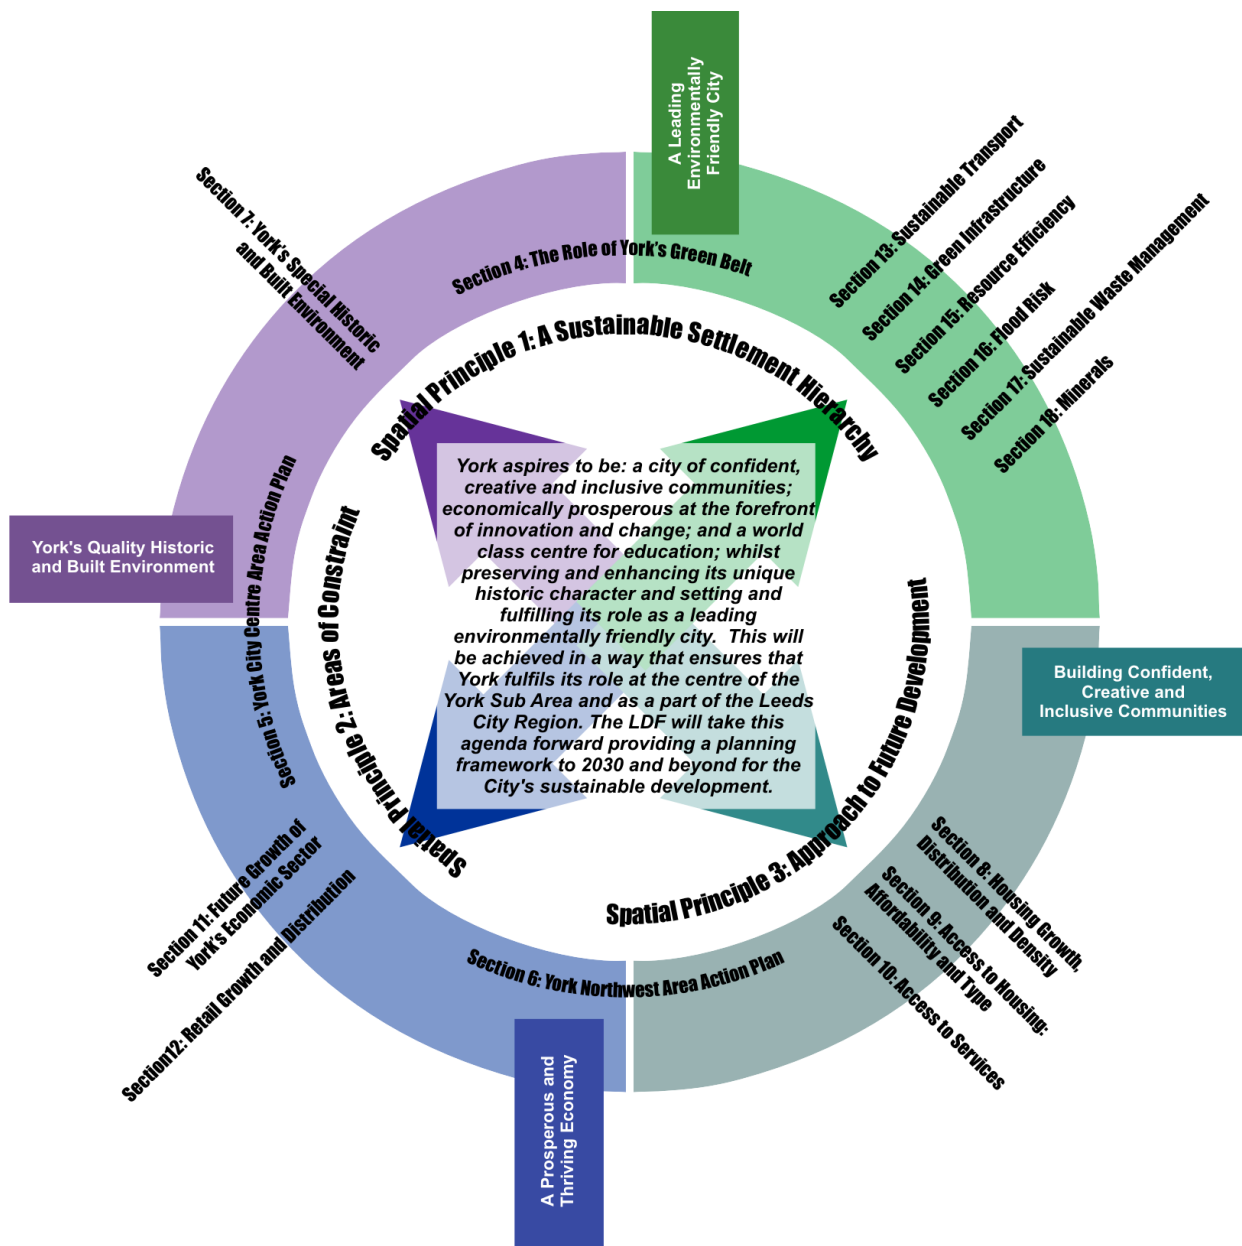 A Leading
Environmentally
Friendly City
Section 7: York's Special Historic
and Built Environment
Section 4: The Role of York's Green Belt
Section 13: Sustainable Transport
Section 14: Green Infrastructure
Section 15: Resource Efficiency
Section 16: Flood Risk
Section 17: Sustainable Waste Management
Section 18: Minerals
Spatial Principle 1: A Sustainable Settlement Hierarchy
York's Quality Historic
and Built Environment
Section 5: York City Centre Area Action Plan
Spatial Principle 2: Areas of Constraint
York aspires to be: a city of confident,
creative and inclusive communities;
economically prosperous at the forefront
of innovation and change; and a world
class centre for education; whilst
preserving and enhancing its unique
historic character and setting and
fulfilling its role as a leading
environmentally friendly city.  This will
be achieved in a way that ensures that
York fulfils its role at the centre of the
York Sub Area and as a part of the Leeds
City Region. The LDF will take this
agenda forward providing a planning
framework to 2030 and beyond for the
City's sustainable development.
Spatial Principle 3: Approach to Future Development
Building Confident,
Creative and
Inclusive Communities
Section 11: Future Growth of
York's Economic Sector
Section12: Retail Growth and Distribution
Section 6: York Northwest Area Action Plan
Section 8: Housing Growth,
Distribution and Density
Section 9: Access to Housing:
Affordability and Type
Section 10: Access to Services
A Prosperous and
Thriving Economy